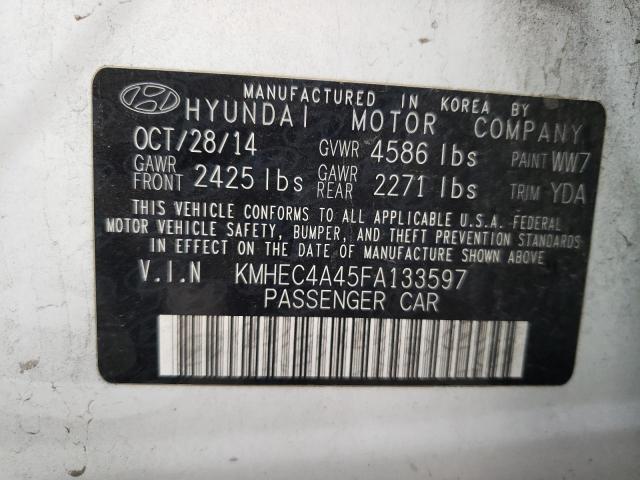 MANUFACTURED IN KOREA BY
HYUNDAI MOTOR COMPANY
OCT/28/14 GVWR 4586 lbs PAINT WW7
GAWR FRONT 2425 lbs GAWR REAR 2271 lbs TRIM YDA
THIS VEHICLE CONFORMS TO ALL APPLICABLE U.S.A. FEDERAL
MOTOR VEHICLE SAFETY, BUMPER, AND THEFT PREVENTION STANDARDS
IN EFFECT ON THE DATE OF MANUFACTURE SHOWN ABOVE.
V.I.N KMHEC4A45FA133597
PASSENGER CAR